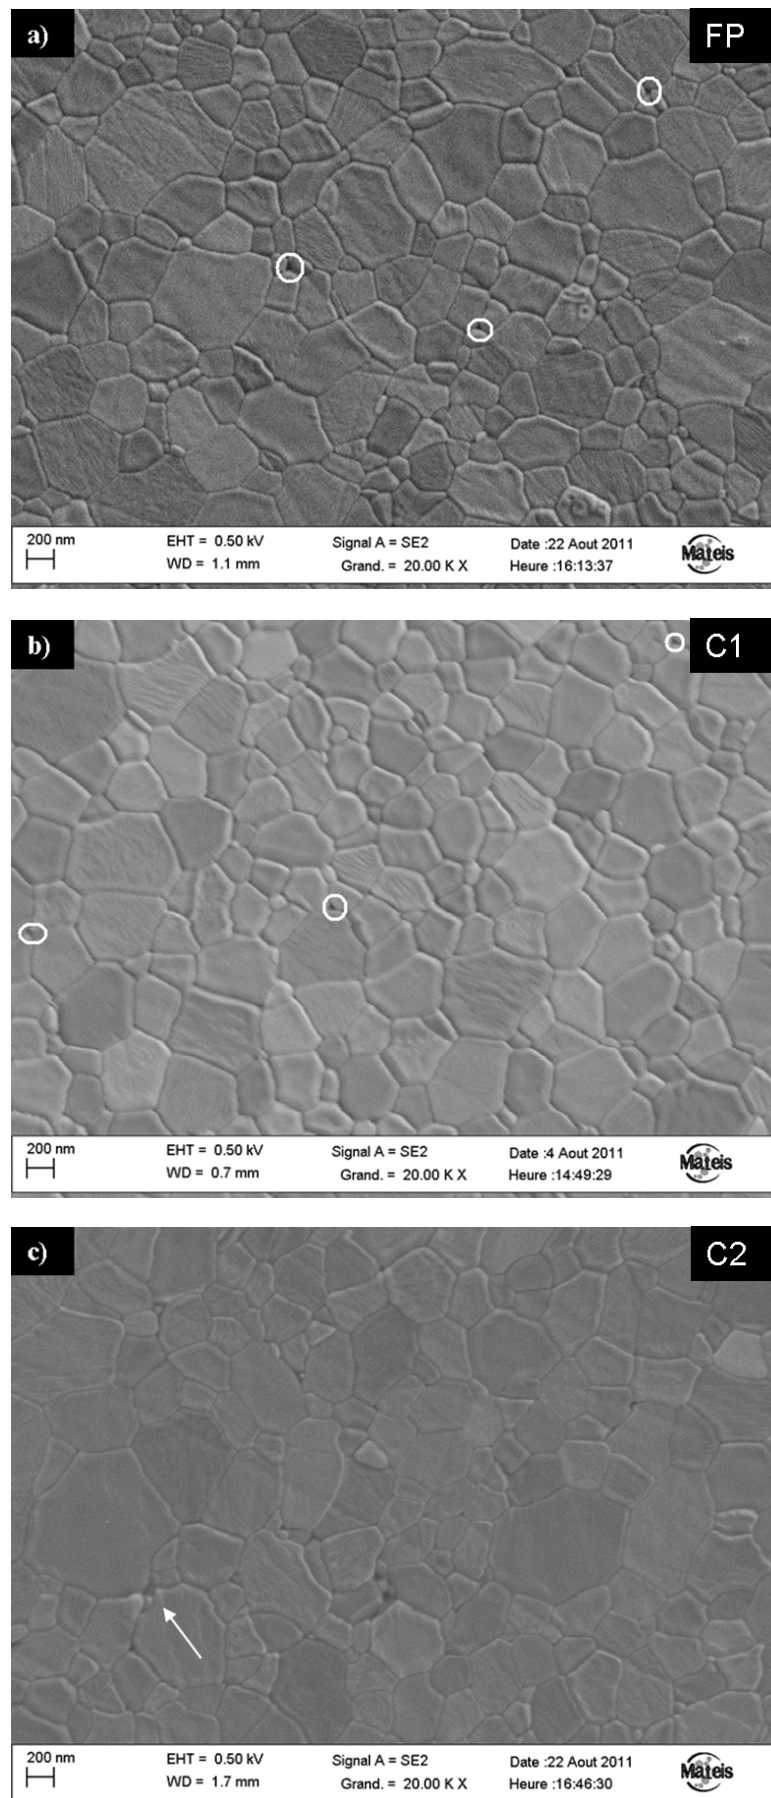 a)
FP
200 nm
EHT = 0.50 kV
Signal A = SE2
Date :22 Aout 2011
Mateis
WD = 1.1 mm
Grand. = 20.00 K X
Heure :16:13:37
b)
C1
200 nm
EHT = 0.50 kV
Signal A = SE2
Date :4 Aout 2011
Mateis
WD = 0.7 mm
Grand. = 20.00 K X
Heure :14:49:29
c)
C2
200 nm
EHT = 0.50 kV
Signal A = SE2
Date :22 Aout 2011
Mateis
WD = 1.7 mm
Grand. = 20.00 K X
Heure :16:46:30